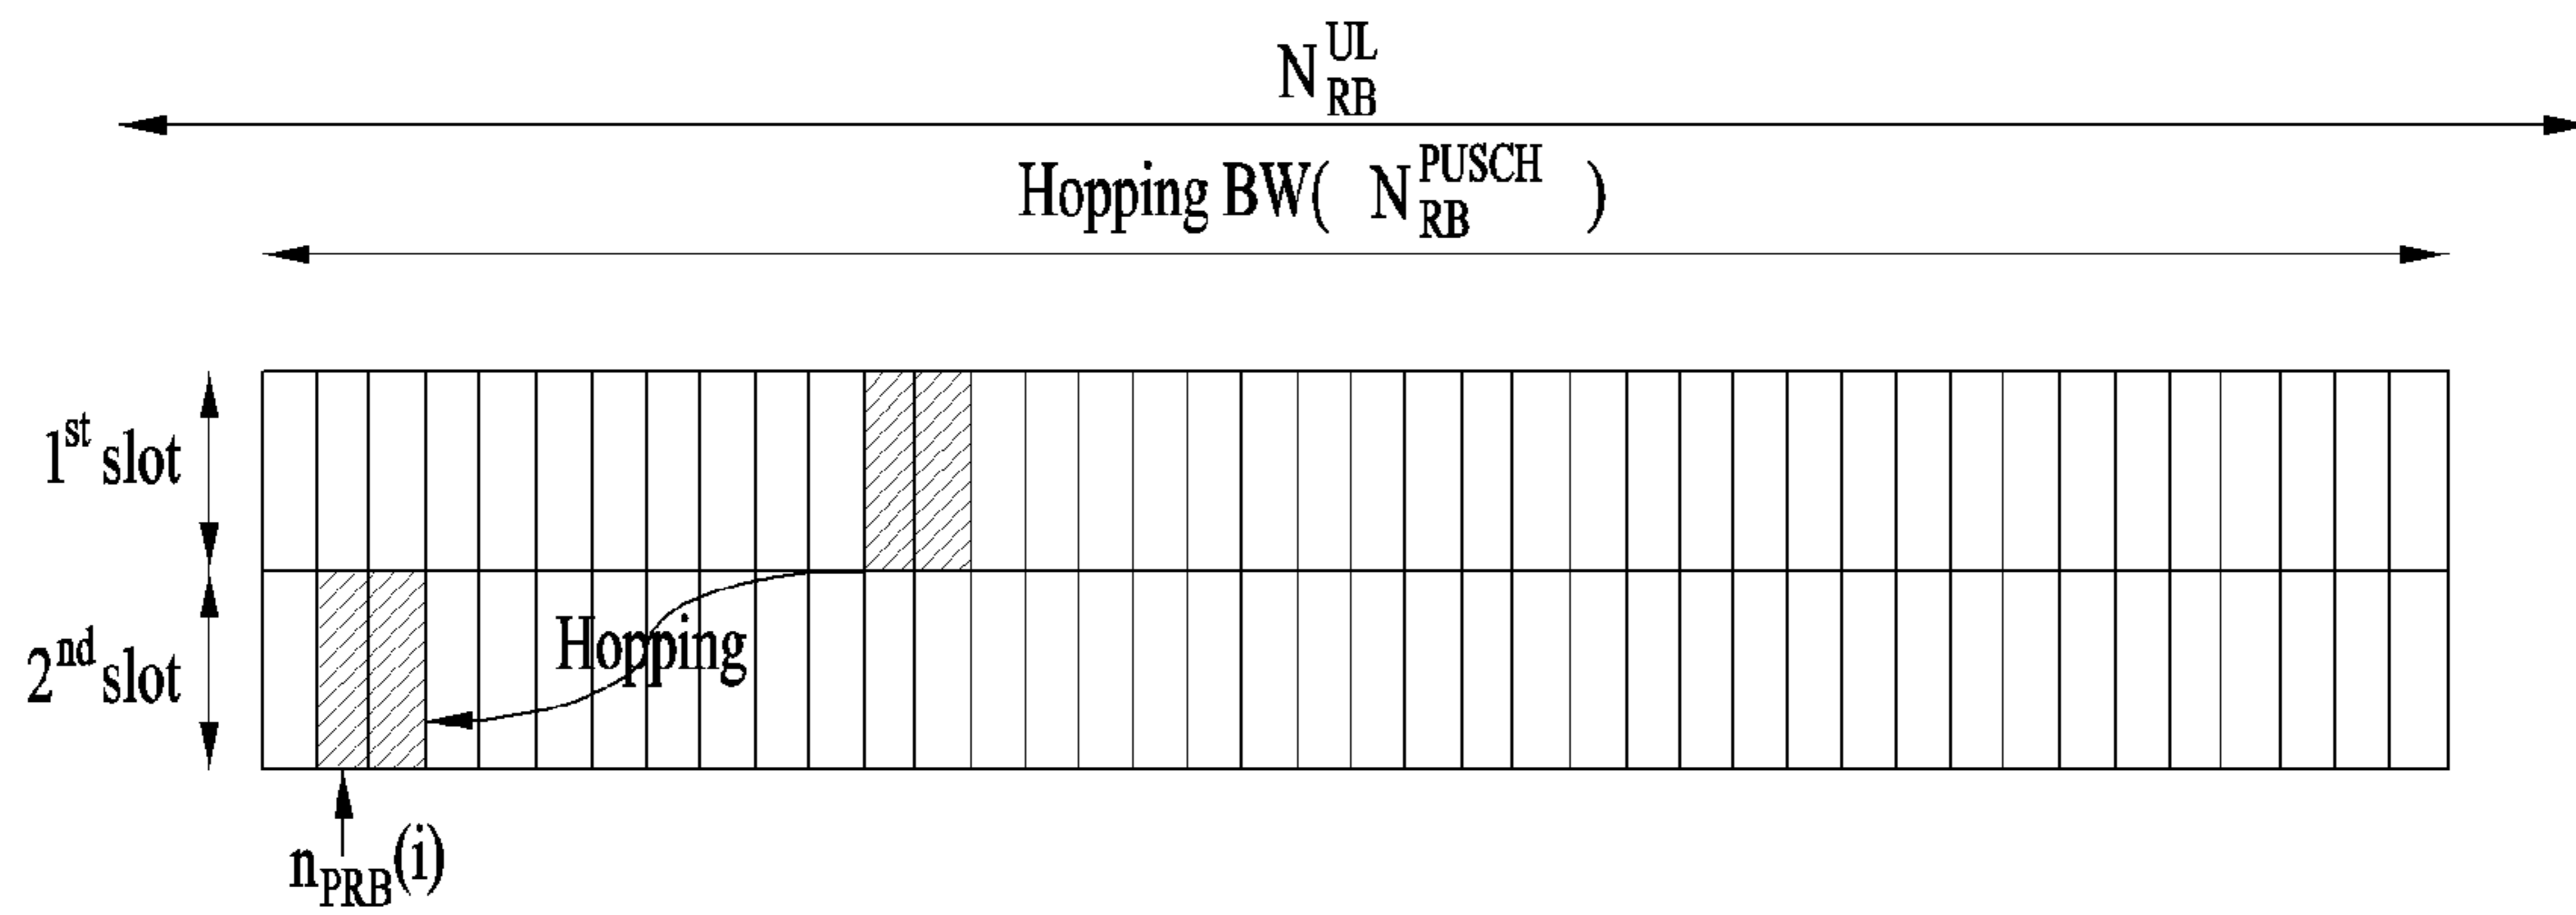 N^UL_RB
Hopping BW( N^PUSCH_RB )
1^st slot
Hopping
2^nd slot
n_PRB(i)